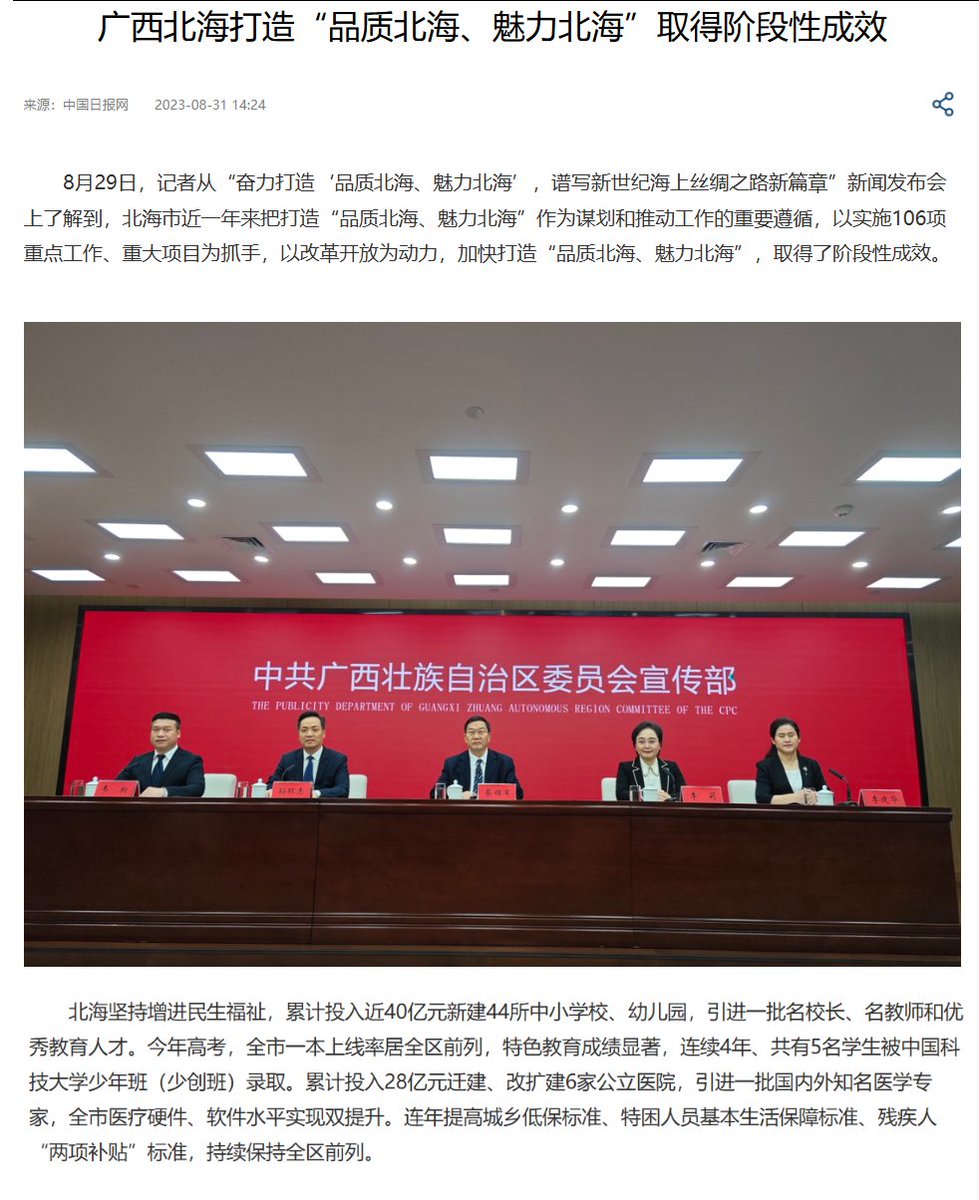 广西北海打造“品质北海、魅力北海”取得阶段性成效
来源：中国日报网 2023-08-31 14:24
8月29日，记者从“奋力打造‘品质北海、魅力北海’，谱写新世纪海上丝绸之路新篇章”新闻发布会
上了解到，北海市近一年来把打造“品质北海、魅力北海”作为谋划和推动工作的重要遵循，以实施106项
重点工作、重大项目为抓手，以改革开放为动力，加快打造“品质北海、魅力北海”，取得了阶段性成效。
中共广西壮族自治区委员会宣传部
THE PUBLICITY DEPARTMENT OF GUANGXI ZHUANG AUTONOMOUS REGION COMMITTEE OF THE CPC
北海坚持增进民生福祉，累计投入近40亿元新建44所中小学校、幼儿园，引进一批名校长、名教师和优
秀教育人才。今年高考，全市一本上线率居全区前列，特色教育成绩显著，连续4年、共有5名学生被中国科
技大学少年班（少创班）录取。累计投入28亿元迁建、改扩建6家公立医院，引进一批国内外知名医学专
家，全市医疗硬件、软件水平实现双提升。连年提高城乡低保标准、特困人员基本生活保障标准、残疾人
“两项补贴”标准，持续保持全区前列。